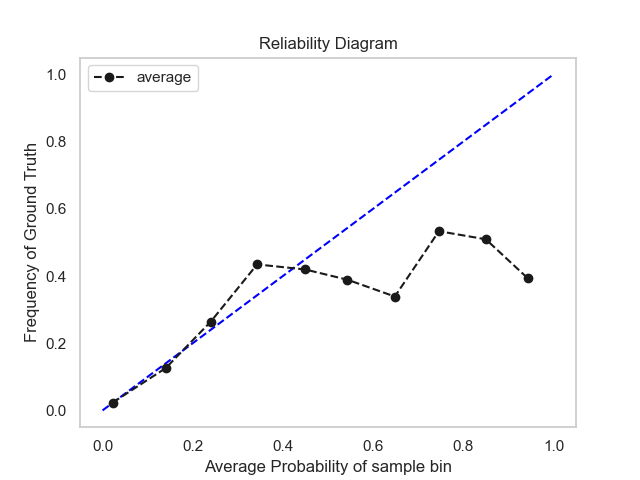 Reliability Diagram
average
Frequency of Ground Truth
1.0
0.8
0.6
0.4
0.2
0.0
0.0 0.2 0.4 0.6 0.8 1.0
Average Probability of sample bin